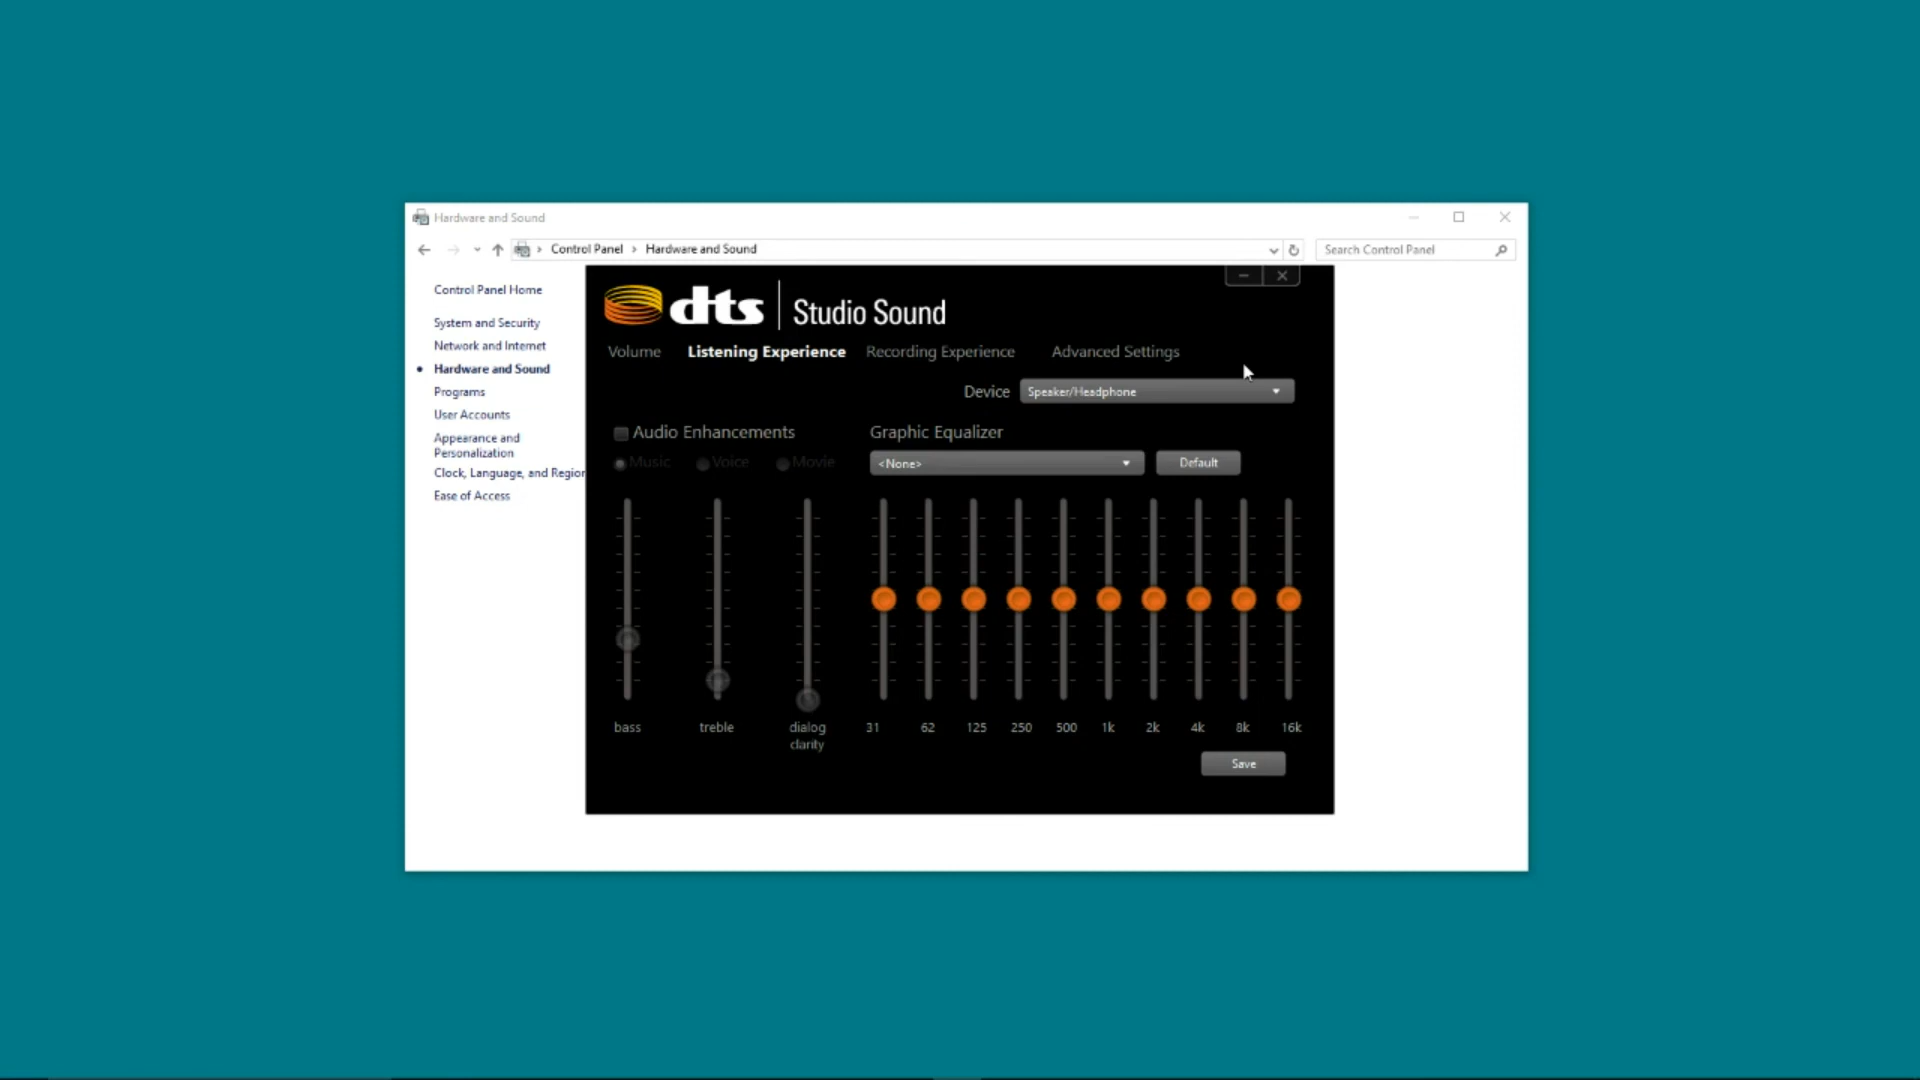 Hardware and Sound
Control Panel > Hardware and Sound
Search Control Panel
Control Panel Home
System and Security
Network and Internet
Hardware and Sound
Programs
User Accounts
Appearance and
Personalization
Clock, Language, and Region
Ease of Access
dts Studio Sound
Volume Listening Experience Recording Experience Advanced Settings
Device Speaker/Headphone
Audio Enhancements
Music Voice Movie
Graphic Equalizer
<None> Default
bass treble dialog
clarity
31 62 125 250 500 1k 2k 4k 8k 16k
Save